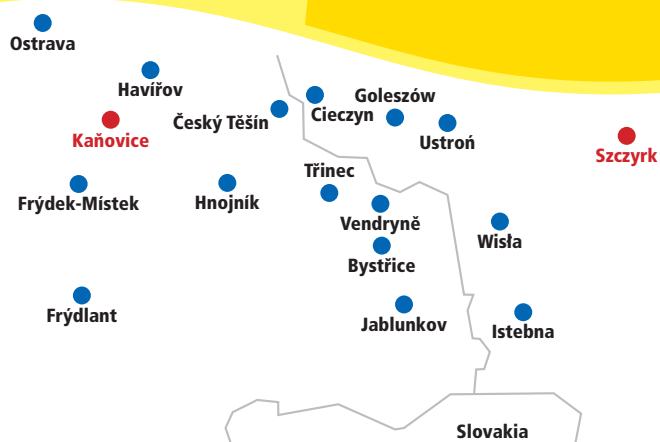 Ostrava
Havířov
Goleszów
Cieczyn
Český Těšín
Kaňovice
Ustroń
Szczyrk
Třinec
Frýdek-Místek
Hnojník
Vendryně
Wisła
Bystřice
Frýdlant
Jablunkov
Istebna
Slovakia